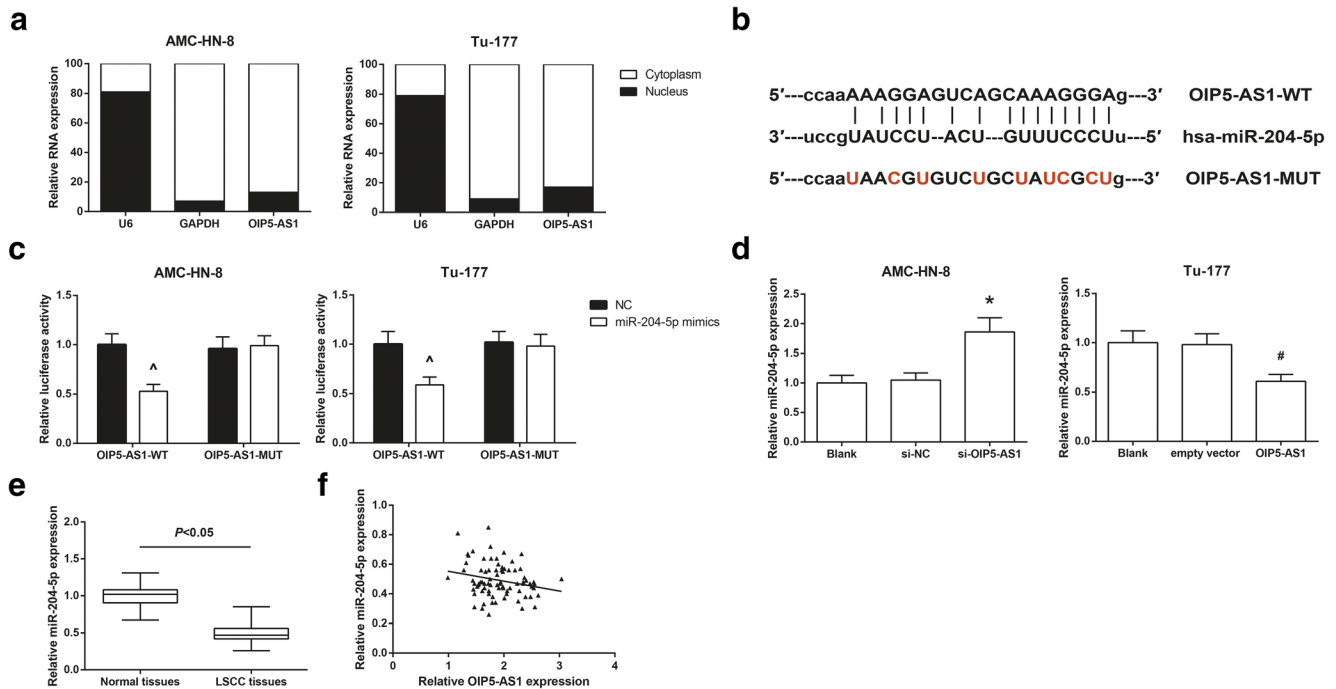 a
AMC-HN-8
Tu-177
Relative RNA expression
100
80
60
40
20
0
U6
GAPDH
OIP5-AS1
Relative RNA expression
100
80
60
40
20
0
U6
GAPDH
OIP5-AS1
Cytoplasm
Nucleus
b
5′---ccaaAAAGGAGUCAGCAAAGGGAg---3′ OIP5-AS1-WT
3′---uccgUAUCCU--ACU---GUUUCCCUu---5′ hsa-miR-204-5p
5′---ccaaUAACGUGUCUGCUAUCGCUg---3′ OIP5-AS1-MUT
c
AMC-HN-8
Tu-177
Relative luciferase activity
1.5
1.0
0.5
0.0
^
OIP5-AS1-WT
OIP5-AS1-MUT
Relative luciferase activity
1.5
1.0
0.5
0.0
^
OIP5-AS1-WT
OIP5-AS1-MUT
NC
miR-204-5p mimics
d
AMC-HN-8
Tu-177
Relative miR-204-5p expression
2.5
2.0
1.5
1.0
0.5
0.0
*
Blank
si-NC
si-OIP5-AS1
Relative miR-204-5p expression
1.5
1.0
0.5
0.0
#
Blank
empty vector
OIP5-AS1
e
Relative miR-204-5p expression
2.0
1.5
1.0
0.5
0.0
P<0.05
Normal tissues
LSCC tissues
f
Relative miR-204-5p expression
1.0
0.8
0.6
0.4
0.2
0.0
0
1
2
3
4
Relative OIP5-AS1 expression